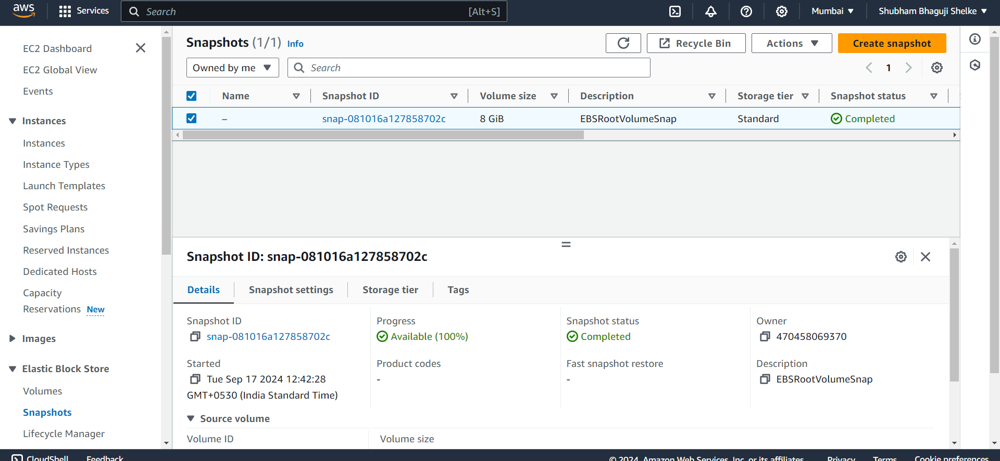 aws
Services
Search
[Alt+S]
Mumbai
Shubham Bhaguji Shelke
EC2 Dashboard
EC2 Global View
Events
Instances
Instances
Instance Types
Launch Templates
Spot Requests
Savings Plans
Reserved Instances
Dedicated Hosts
Capacity
Reservations New
Images
Elastic Block Store
Volumes
Snapshots
Lifecycle Manager
Snapshots (1/1) Info
Recycle Bin
Actions
Create snapshot
Owned by me
Search
1
Name Snapshot ID Volume size Description Storage tier Snapshot status
– snap-081016a127858702c 8 GiB EBSRootVolumeSnap Standard Completed
Snapshot ID: snap-081016a127858702c
Details Snapshot settings Storage tier Tags
Snapshot ID
snap-081016a127858702c
Progress
Available (100%)
Snapshot status
Completed
Owner
470458069370
Started
Tue Sep 17 2024 12:42:28
GMT+0530 (India Standard Time)
Product codes
-
Fast snapshot restore
-
Description
EBSRootVolumeSnap
Source volume
Volume ID
Volume size
CloudShell Feedback
© 2024, Amazon Web Services, Inc. or its affiliates. Privacy Terms Cookie preferences